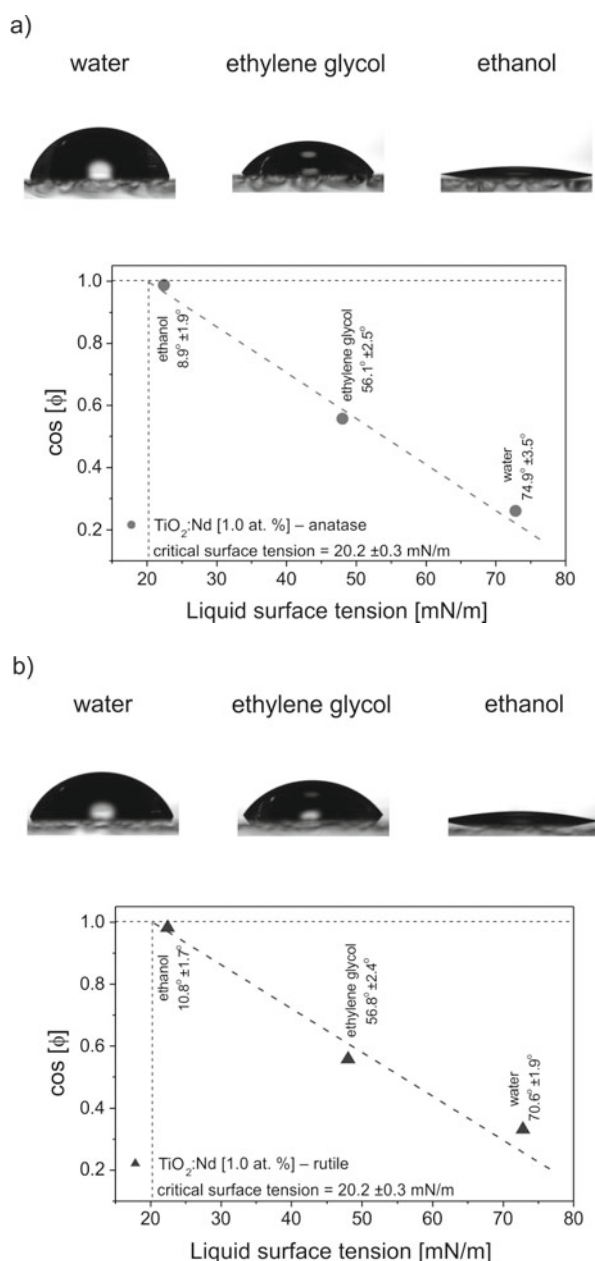 a)
water ethylene glycol ethanol
1.0
0.8
0.6
0.4
0.2
cos [ϕ]
ethanol
8.9° ±1.9°
ethylene glycol
56.1° ±2.5°
water
74.9° ±3.5°
TiO₂:Nd [1.0 at. %] – anatase
critical surface tension = 20.2 ±0.3 mN/m
20 30 40 50 60 70 80
Liquid surface tension [mN/m]
b)
water ethylene glycol ethanol
1.0
0.8
0.6
0.4
0.2
cos [ϕ]
ethanol
10.8° ±1.7°
ethylene glycol
56.8° ±2.4°
water
70.6° ±1.9°
TiO₂:Nd [1.0 at. %] – rutile
critical surface tension = 20.2 ±0.3 mN/m
20 30 40 50 60 70 80
Liquid surface tension [mN/m]